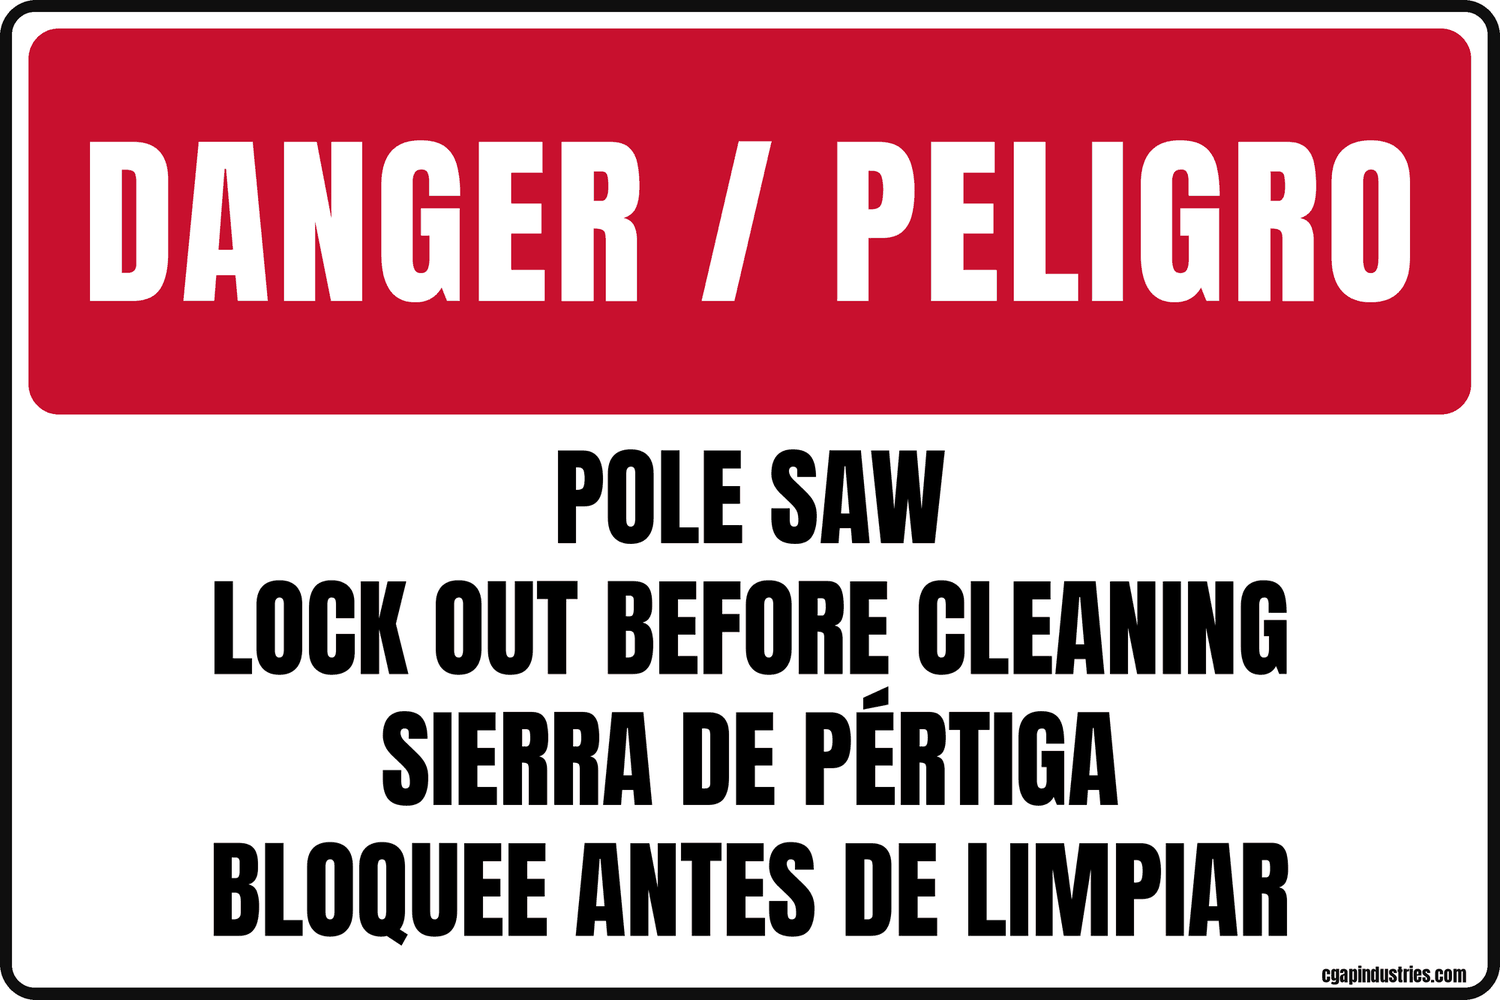 DANGER / PELIGRO
POLE SAW
LOCK OUT BEFORE CLEANING
SIERRA DE PÉRTIGA
BLOQUEE ANTES DE LIMPIAR
cgapindustries.com